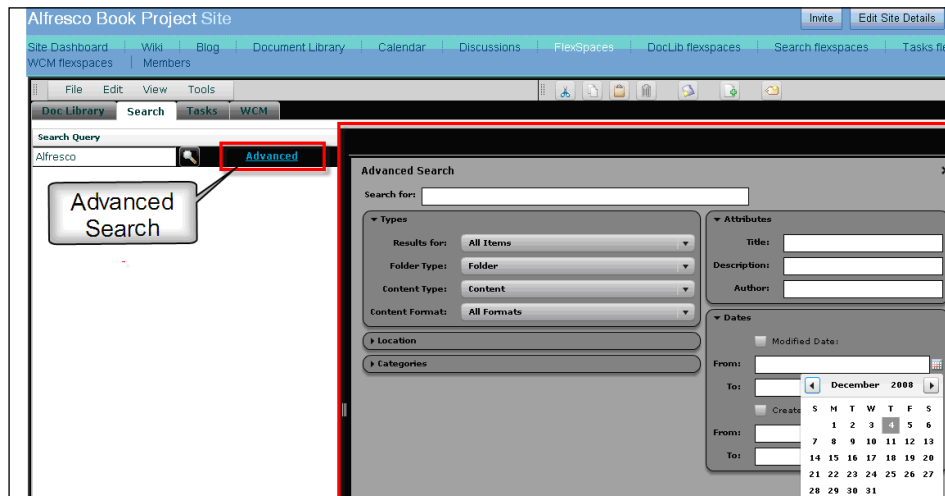 Alfresco Book Project Site
Invite
Edit Site Details
Site Dashboard | Wiki | Blog | Document Library | Calendar | Discussions | FlexSpaces | DocLib flexspaces | Search flexspaces | Tasks fle
WCM flexspaces | Members
File Edit View Tools
Doc Library Search Tasks WCM
Search Query
Alfresco
Advanced
Advanced
Search
Advanced Search
Search for:
Types
Results for: All Items
Folder Type: Folder
Content Type: Content
Content Format: All Formats
Location
Categories
Attributes
Title:
Description:
Author:
Dates
Modified Date:
From:
To:
Create
From:
To:
December 2008
S M T W T F S
1 2 3 4 5 6
7 8 9 10 11 12 13
14 15 16 17 18 19 20
21 22 23 24 25 26 27
28 29 30 31